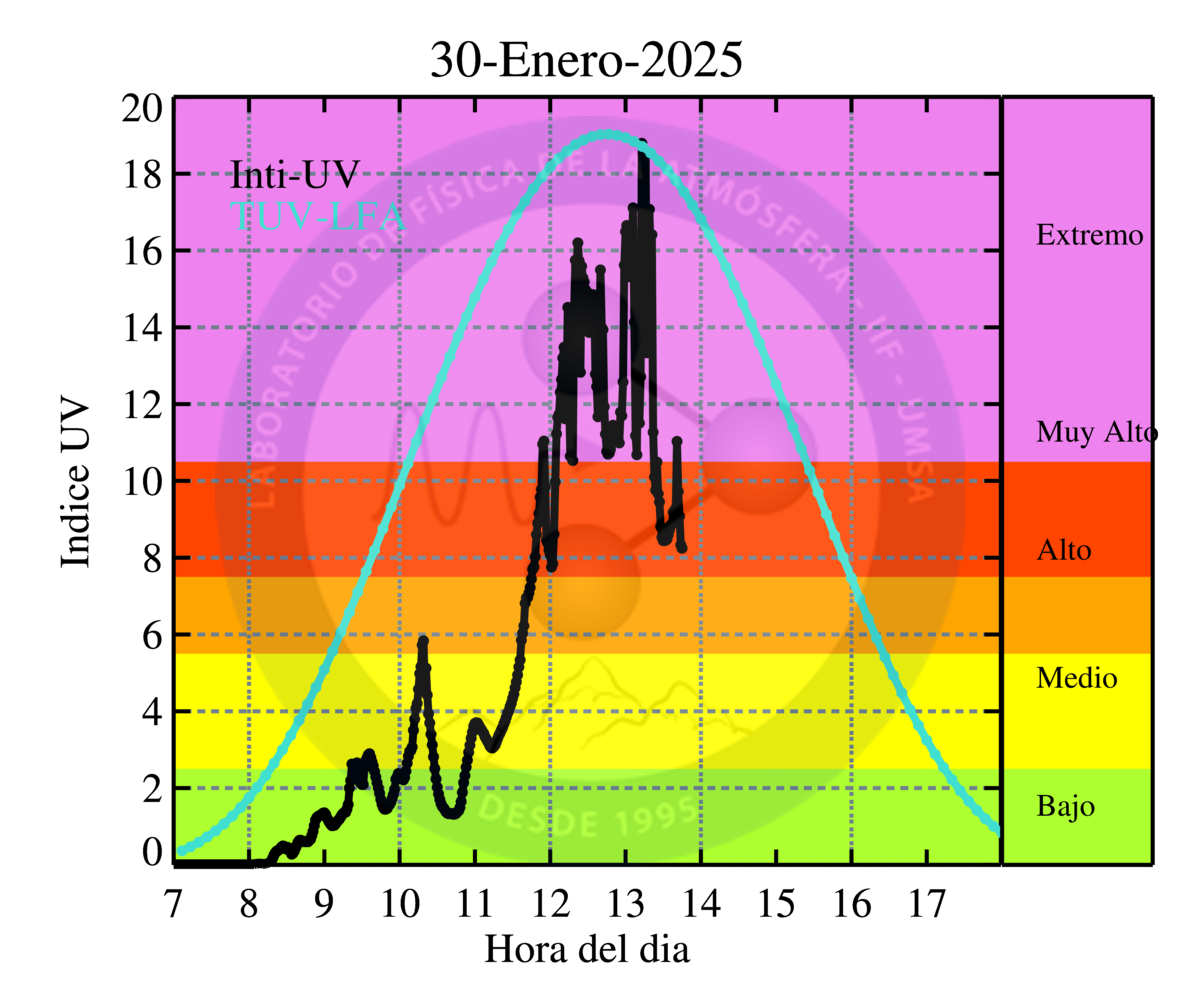 30-Enero-2025
Inti-UV
TUV-LFA
LABORATORIO DE FÍSICA DE LA ATMÓSFERA - IIF - UMSA
DESDE 1995
Indice UV
20
18
16
14
12
10
8
6
4
2
0
Extremo
Muy Alto
Alto
Medio
Bajo
7 8 9 10 11 12 13 14 15 16 17
Hora del dia